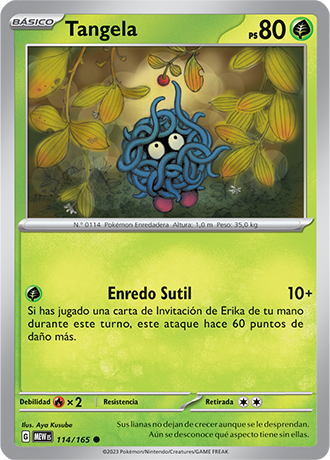 BÁSICO
Tangela
PS 80
N.º 0114 Pokémon Enredadera Altura: 1,0 m Peso: 35,0 kg
Enredo Sutil 10+
Si has jugado una carta de Invitación de Erika de tu mano
durante este turno, este ataque hace 60 puntos de
daño más.
Debilidad ×2 Resistencia Retirada
Ilus. Aya Kusube
Sus lianas no dejan de crecer aunque se le desprendan.
G MEW ES 114/165
Aún se desconoce qué aspecto tiene sin ellas.
©2023 Pokémon/Nintendo/Creatures/GAME FREAK